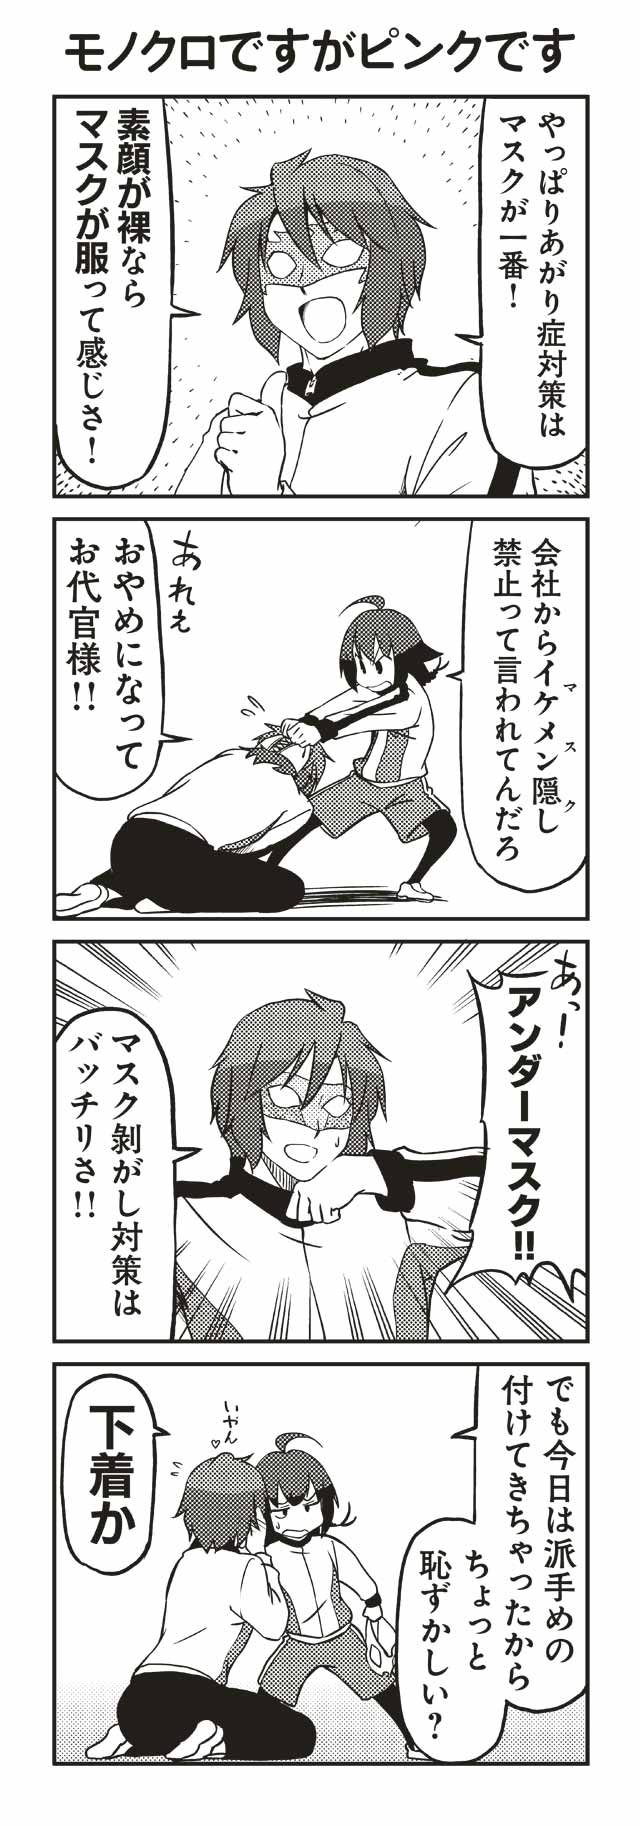 モノクロですがピンクです
やっぱりあがり症対策は
マスクが一番！
素顔が裸なら
マスクが服って感じさ！
会社からイケメン隠し
マスク
禁止って言われてんだろ
あれぇ
おやめになって
お代官様!!
あっ！
アンダーマスク!!
マスク剥がし対策は
バッチリさ!!
でも今日は派手めの
付けてきちゃったから
ちょっと
恥ずかしい？
いやん♡
下着か